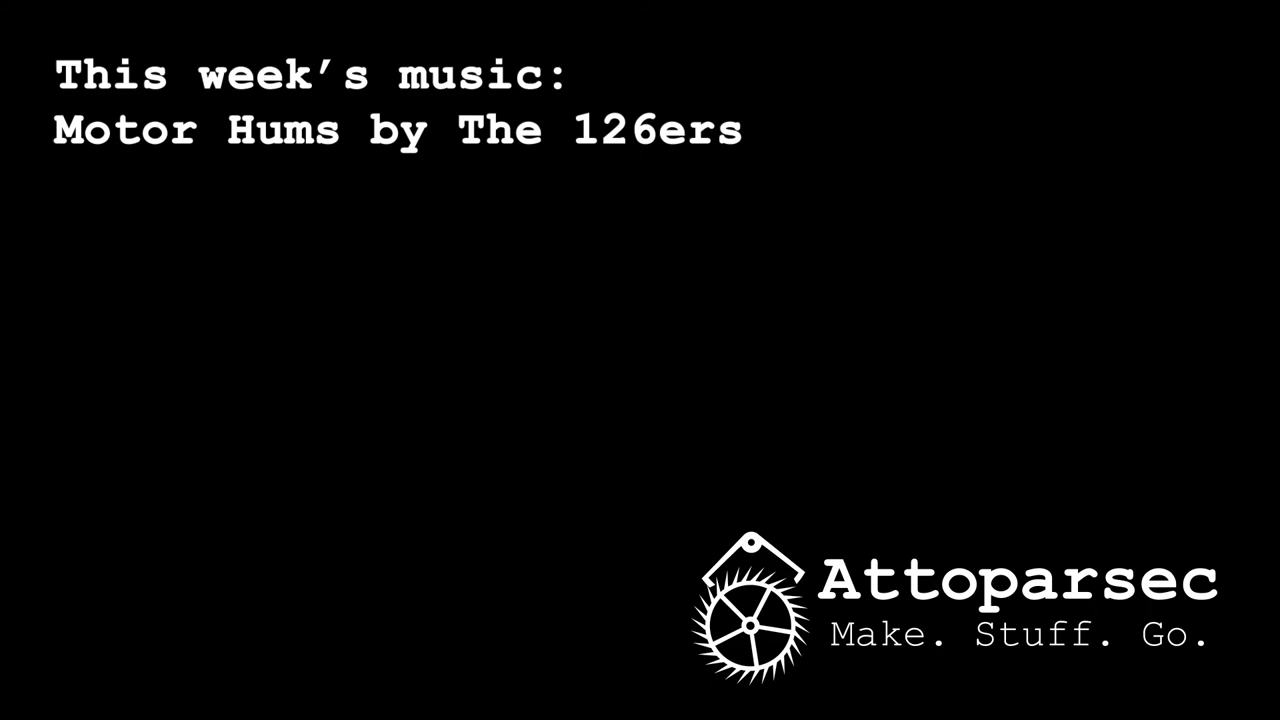 This week’s music:
Motor Hums by The 126ers
Attoparsec
Make. Stuff. Go.